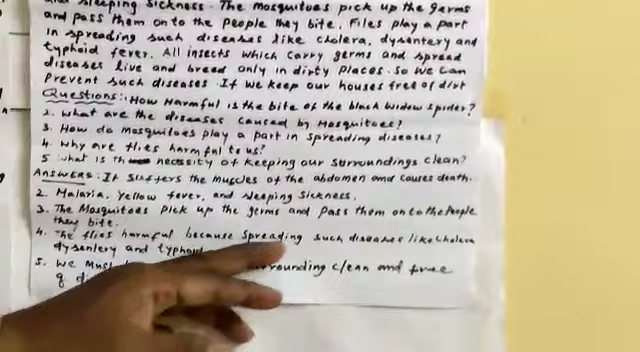 and sleeping Sickness. The mosquitoes pick up the germs
and pass them on to the people they bite. Files play a part
in spreading such diseases like cholera, dysentery and
typhoid fever. All insects which carry germs and spread
diseases live and breed only in dirty places. So we can
Prevent such diseases. If we keep our houses free of dirt
Questions: 1. How Harmful is the bite of the black widow spider?
2. What are the diseases caused by Mosquitoes?
3. How do mosquitoes play a part in spreading diseases?
4. Why are flies harmful to us?
5 What is the necessity of keeping our surroundings clean?
Answers: It stiffens the muscles of the abdomen and causes death.
2. Malaria, Yellow fever, and sleeping Sickness.
3. The Mosquitoes Pick up the germs and pass them on to the People
they bite.
4. The flies harmful because spreading such diseases like Cholera
dysentery and typhoid
5. We Must surrounding clean and free
of